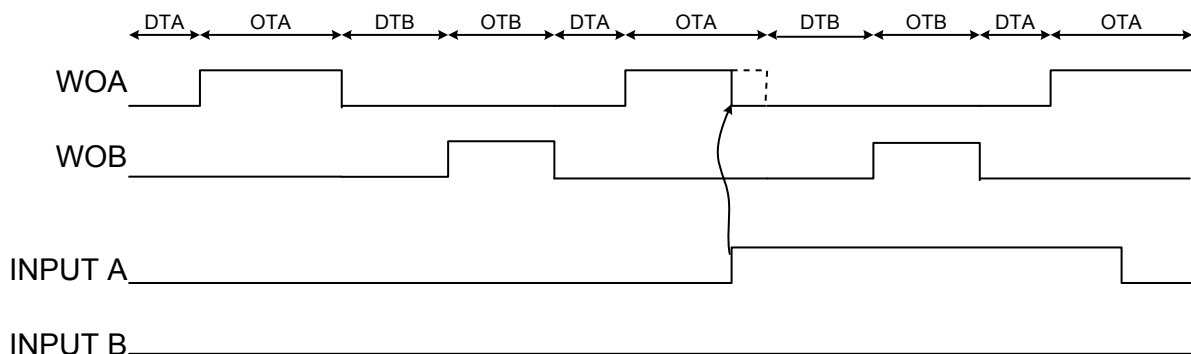 DTA OTA DTB OTB DTA OTA DTB OTB DTA OTA
WOA
WOB
INPUT A
INPUT B